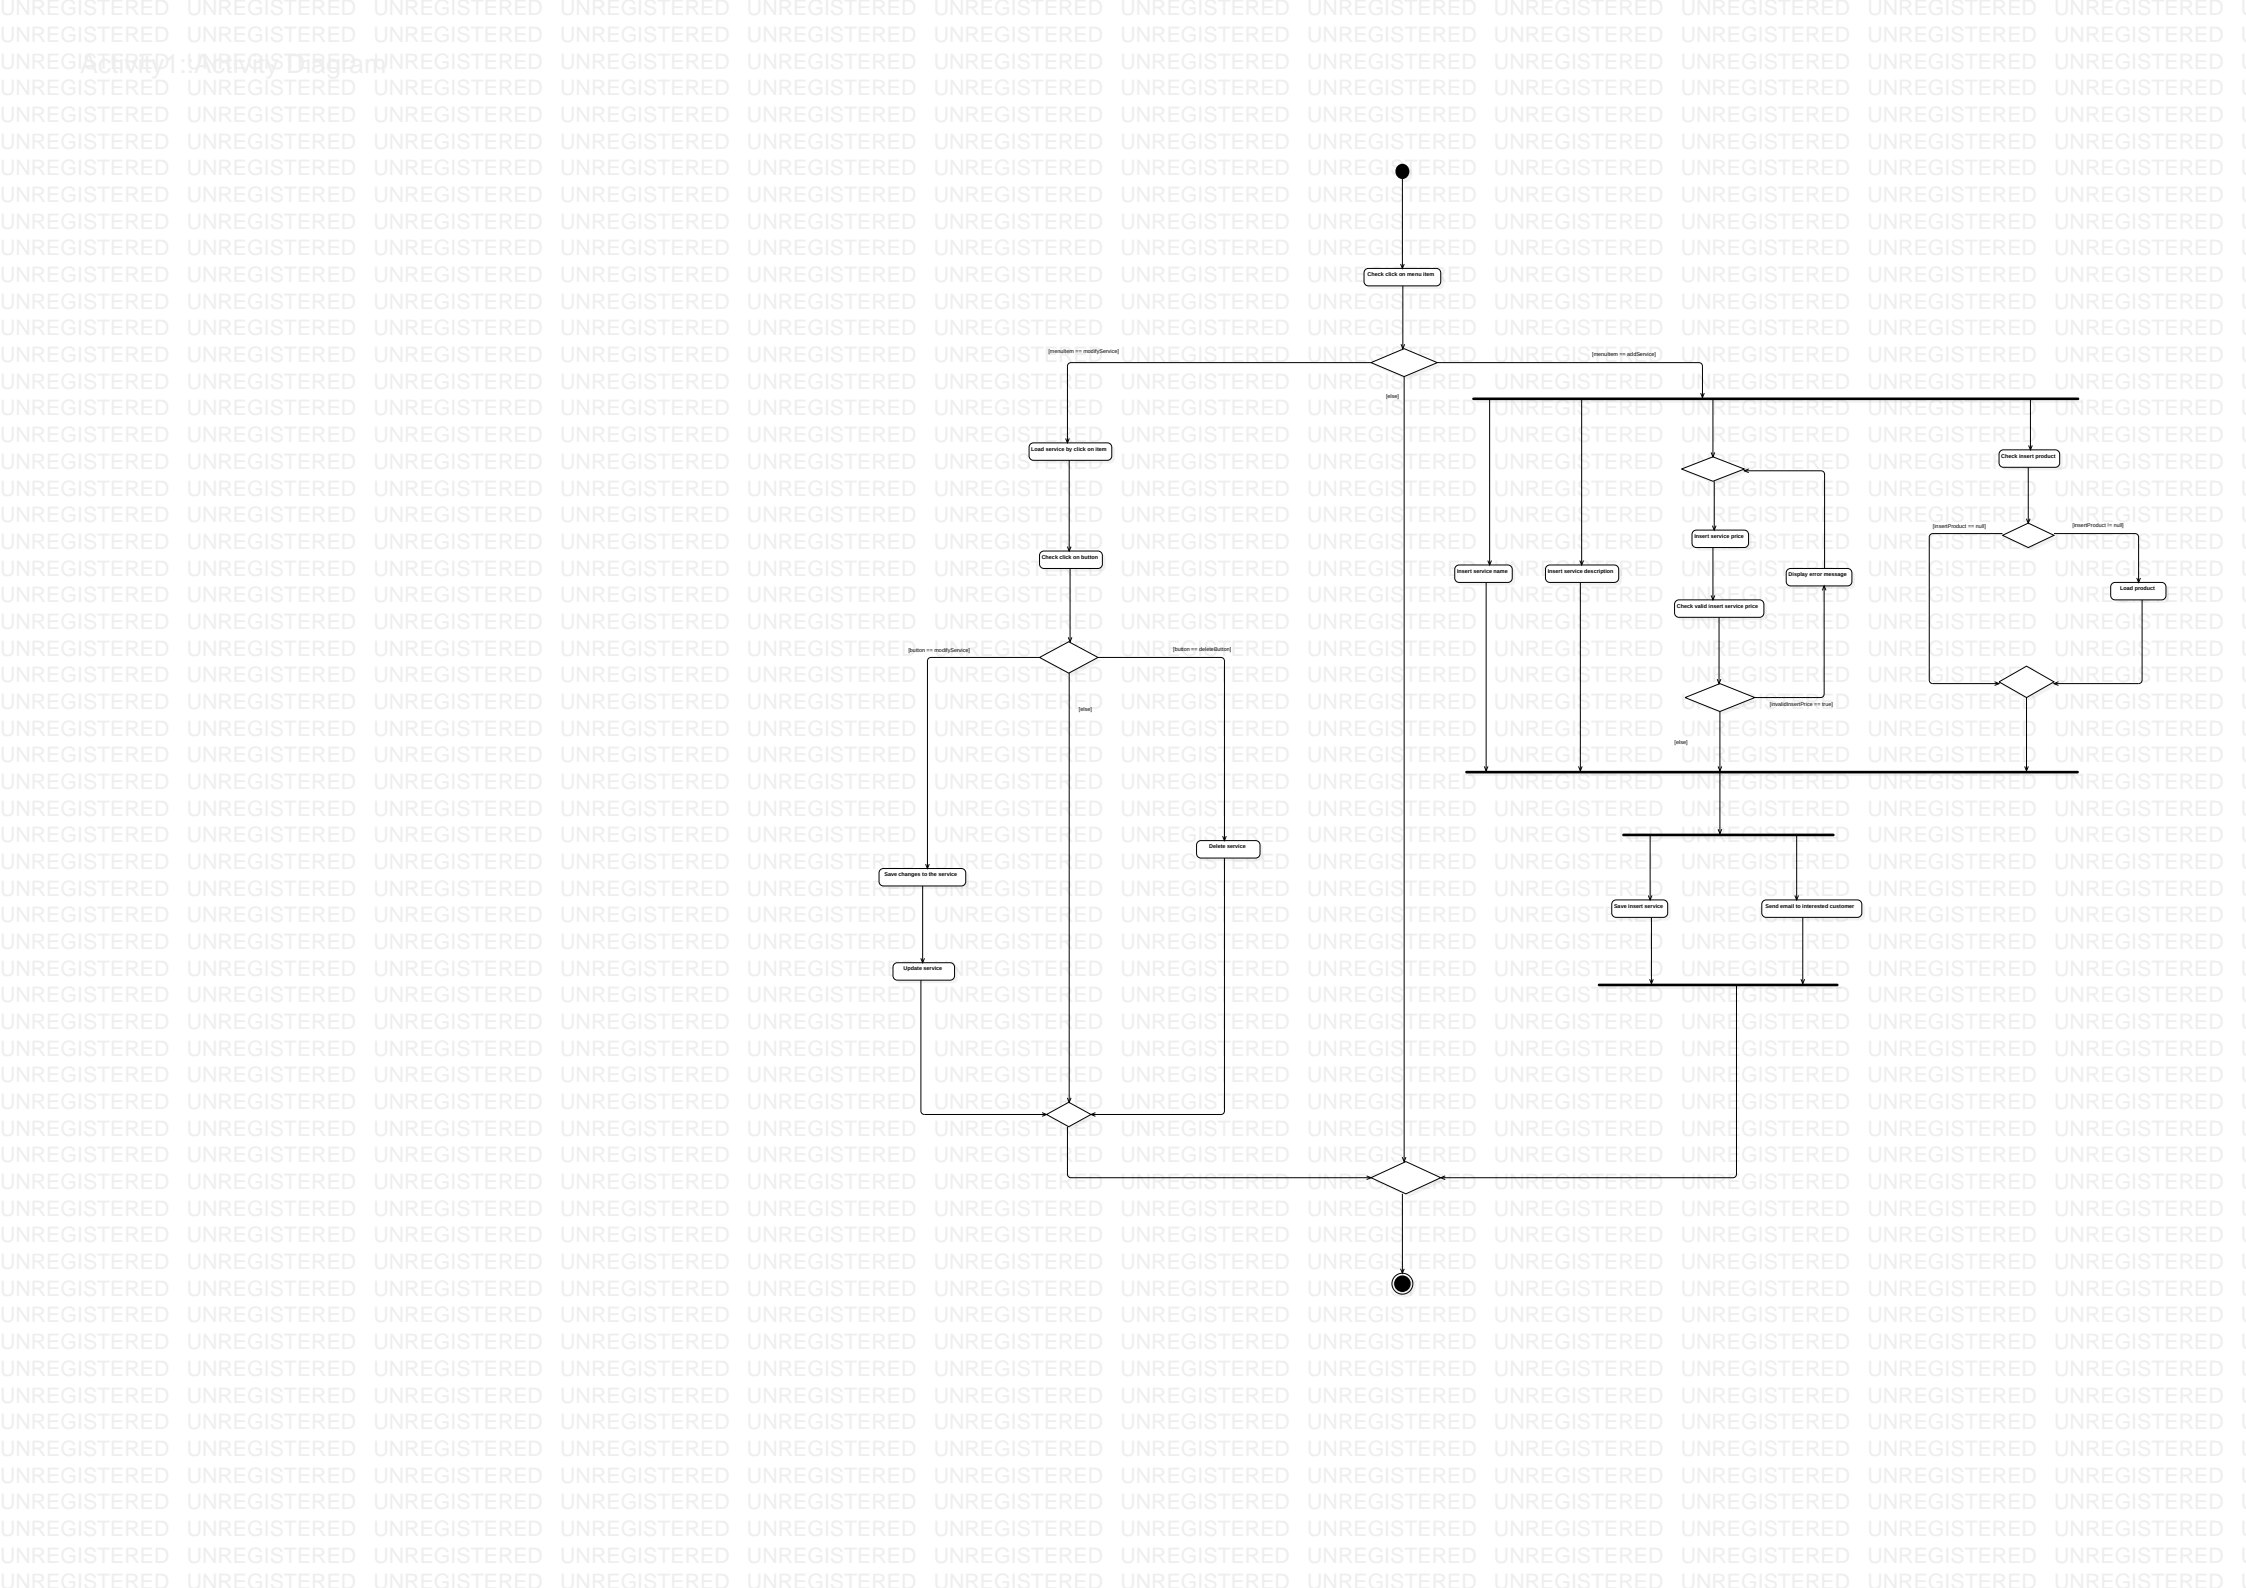 Activity1::Activity Diagram
UNREGISTERED
Check click on menu item
[menuItem == modifyService]
[menuItem == addService]
[else]
Load service by click on item
Check insert product
[insertProduct == null]
[insertProduct != null]
Insert service price
Check click on button
Insert service name
Insert service description
Display error message
Load product
Check valid insert service price
[button == modifyService]
[button == deleteButton]
[else]
[invalidInsertPrice == true]
[else]
Delete service
Save changes to the service
Save insert service
Send email to interested customer
Update service